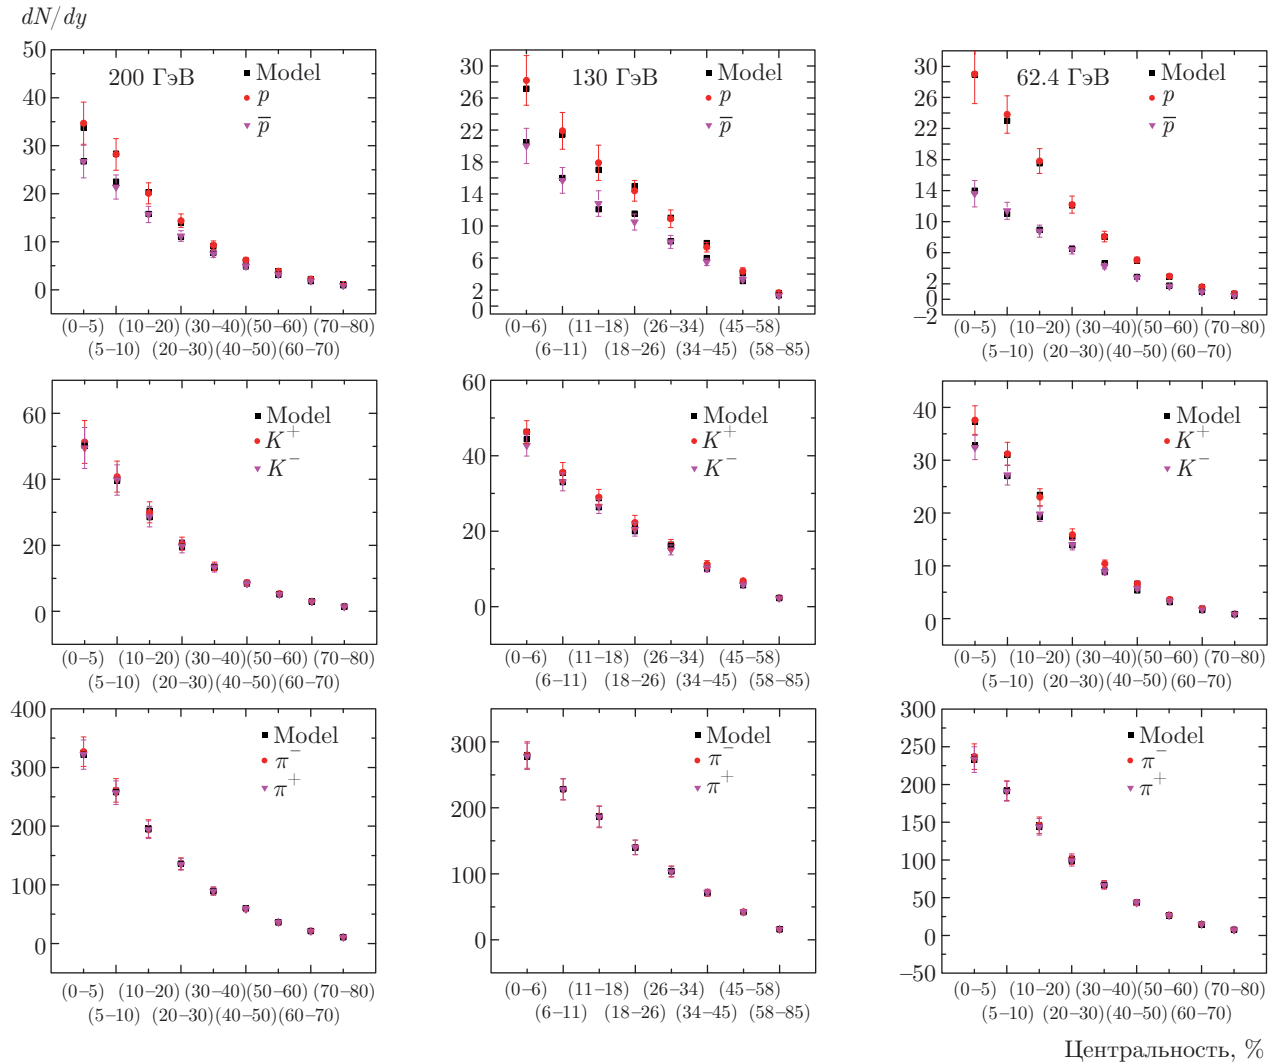 dN/dy
200 ГэВ
Model
p
p̅
50
40
30
20
10
0
(0–5) (10–20) (30–40) (50–60) (70–80)
(5–10) (20–30) (40–50) (60–70)
130 ГэВ
Model
p
p̅
30
26
22
18
14
10
6
2
(0–6) (11–18) (26–34) (45–58)
(6–11) (18–26) (34–45) (58–85)
62.4 ГэВ
Model
p
p̅
30
26
22
18
14
10
6
2
0
–2
(0–5) (10–20) (30–40) (50–60) (70–80)
(5–10) (20–30) (40–50) (60–70)
Model
K+
K−
60
40
20
0
(0–5) (10–20) (30–40) (50–60) (70–80)
(5–10) (20–30) (40–50) (60–70)
Model
K+
K−
60
40
20
0
(0–6) (11–18) (26–34) (45–58)
(6–11) (18–26) (34–45) (58–85)
Model
K+
K−
40
30
20
10
0
(0–5) (10–20) (30–40) (50–60) (70–80)
(5–10) (20–30) (40–50) (60–70)
Model
π−
π+
400
300
200
100
0
(0–5) (10–20) (30–40) (50–60) (70–80)
(5–10) (20–30) (40–50) (60–70)
Model
π−
π+
300
200
100
0
(0–6) (11–18) (26–34) (45–58)
(6–11) (18–26) (34–45) (58–85)
Model
π−
π+
300
250
200
150
100
50
0
–50
(0–5) (10–20) (30–40) (50–60) (70–80)
(5–10) (20–30) (40–50) (60–70)
Центральность, %